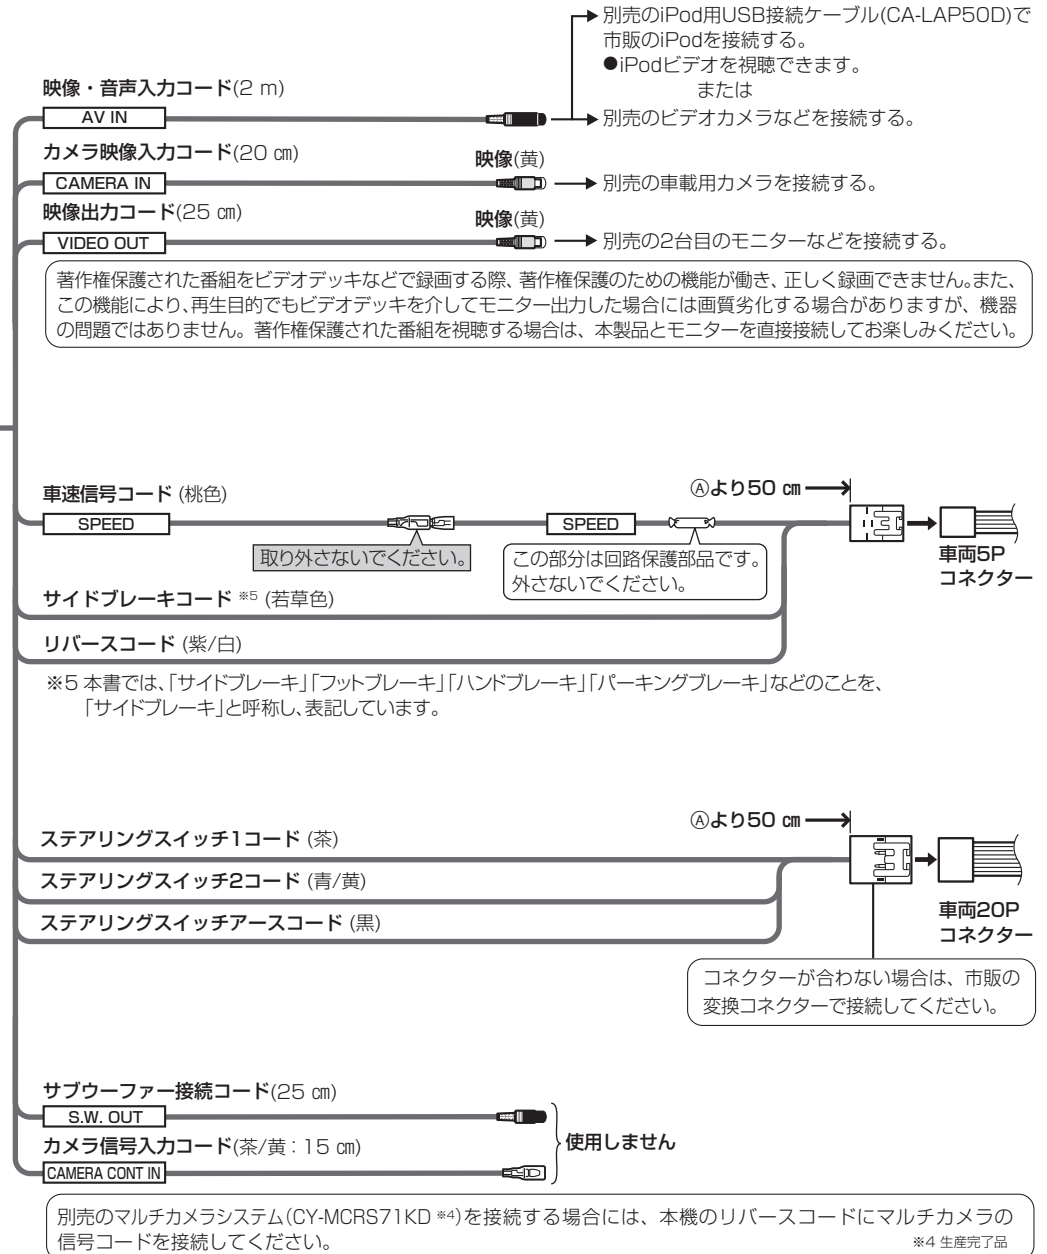 別売のiPod用USB接続ケーブル(CA-LAP50D)で
市販のiPodを接続する。
●iPodビデオを視聴できます。
または
映像・音声入力コード(2 m)
AV IN
別売のビデオカメラなどを接続する。
カメラ映像入力コード(20 ㎝)
映像(黄)
CAMERA IN
別売の車載用カメラを接続する。
映像出力コード(25 ㎝)
映像(黄)
VIDEO OUT
別売の2台目のモニターなどを接続する。
著作権保護された番組をビデオデッキなどで録画する際、著作権保護のための機能が働き、正しく録画できません。また、
この機能により、再生目的でもビデオデッキを介してモニター出力した場合には画質劣化する場合がありますが、機器
の問題ではありません。著作権保護された番組を視聴する場合は、本製品とモニターを直接接続してお楽しみください。
車速信号コード (桃色)
Ⓐより50 ㎝
SPEED
SPEED
取り外さないでください。
この部分は回路保護部品です。
外さないでください。
車両5P
コネクター
サイドブレーキコード ※5 (若草色)
リバースコード (紫/白)
※5 本書では、「サイドブレーキ」「フットブレーキ」「ハンドブレーキ」「パーキングブレーキ」などのことを、
「サイドブレーキ」と呼称し、表記しています。
Ⓐより50 ㎝
ステアリングスイッチ1コード (茶)
ステアリングスイッチ2コード (青/黄)
ステアリングスイッチアースコード (黒)
車両20P
コネクター
コネクターが合わない場合は、市販の
変換コネクターで接続してください。
サブウーファー接続コード(25 ㎝)
S.W. OUT
カメラ信号入力コード(茶/黄：15 ㎝)
使用しません
CAMERA CONT IN
別売のマルチカメラシステム(CY-MCRS71KD ※4)を接続する場合には、本機のリバースコードにマルチカメラの
信号コードを接続してください。
※4 生産完了品